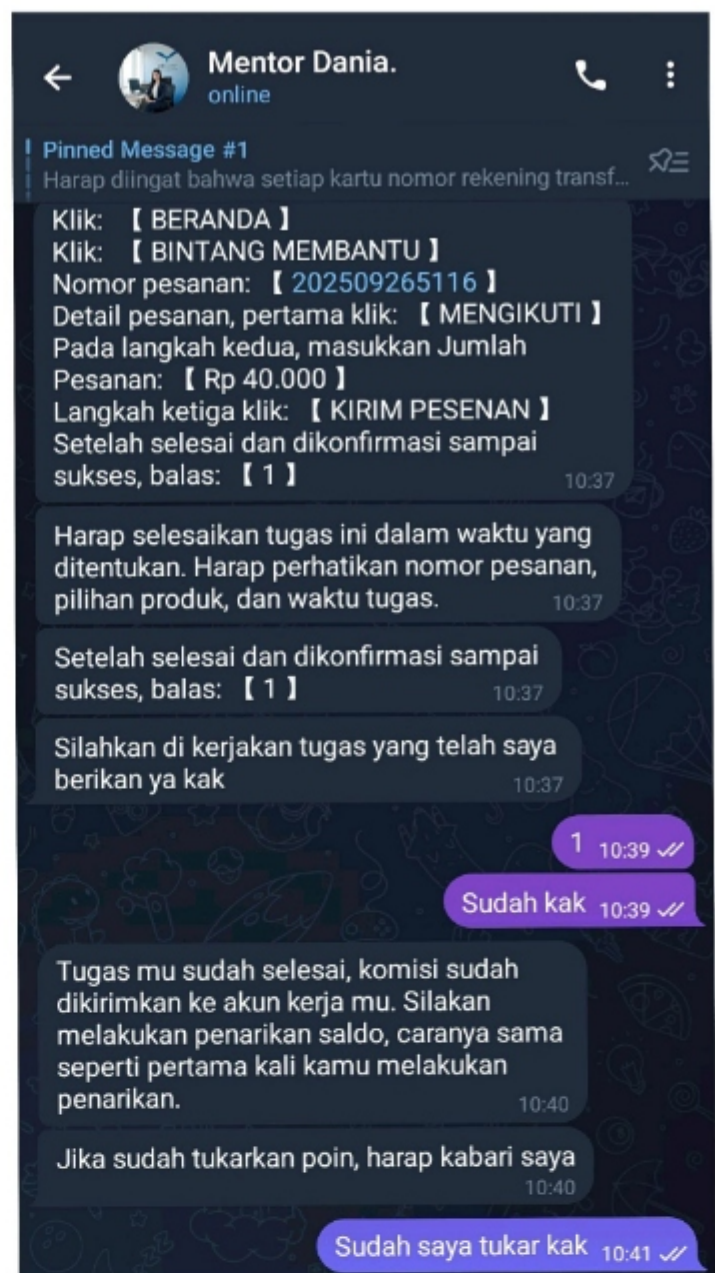 Mentor Dania.
online
Pinned Message #1
Harap diingat bahwa setiap kartu nomor rekening transf...
Klik: 【 BERANDA 】
Klik: 【 BINTANG MEMBANTU 】
Nomor pesanan: 【 202509265116 】
Detail pesanan, pertama klik: 【 MENGIKUTI 】
Pada langkah kedua, masukkan Jumlah
Pesanan: 【 Rp 40.000 】
Langkah ketiga klik: 【 KIRIM PESENAN 】
Setelah selesai dan dikonfirmasi sampai
sukses, balas: 【 1 】
10:37
Harap selesaikan tugas ini dalam waktu yang
ditentukan. Harap perhatikan nomor pesanan,
pilihan produk, dan waktu tugas.
10:37
Setelah selesai dan dikonfirmasi sampai
sukses, balas: 【 1 】
10:37
Silahkan di kerjakan tugas yang telah saya
berikan ya kak
10:37
1 10:39
Sudah kak 10:39
Tugas mu sudah selesai, komisi sudah
dikirimkan ke akun kerja mu. Silakan
melakukan penarikan saldo, caranya sama
seperti pertama kali kamu melakukan
penarikan.
10:40
Jika sudah tukarkan poin, harap kabari saya
10:40
Sudah saya tukar kak 10:41